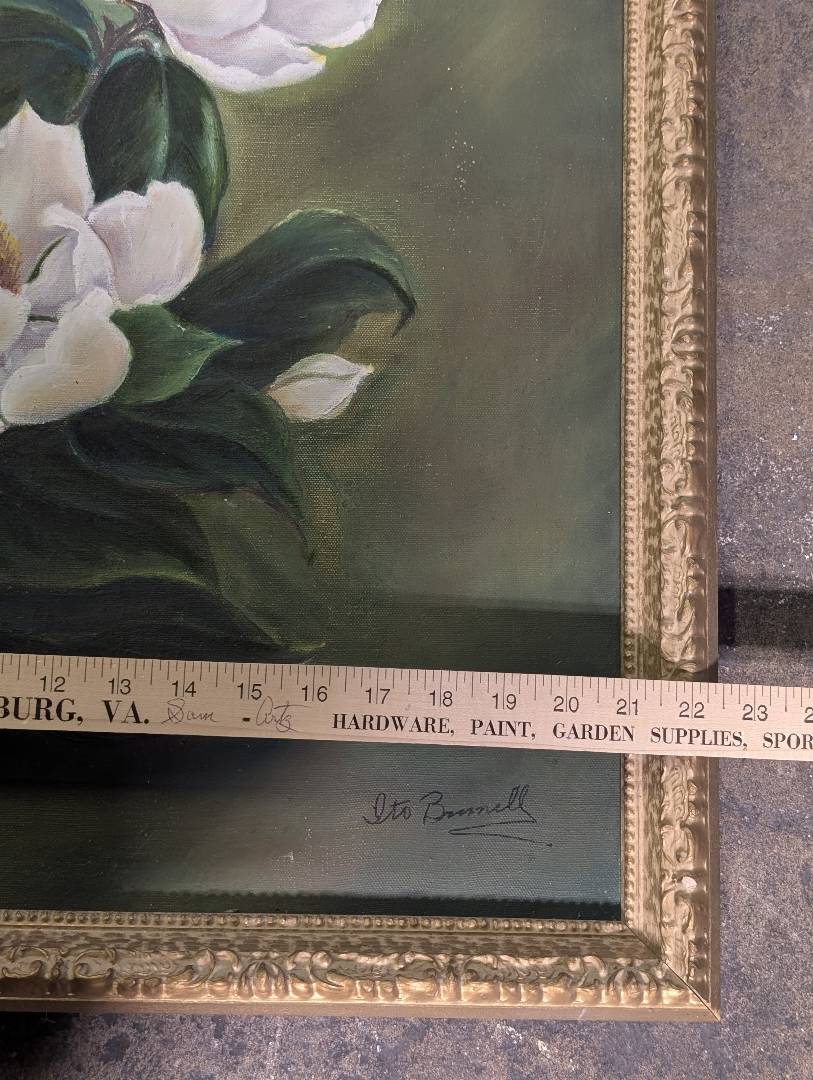 12 13 14 15 16 17 18 19 20 21 22 23 2
BURG, VA. Sam - Arts HARDWARE, PAINT, GARDEN SUPPLIES, SPOR
Ito Brunell